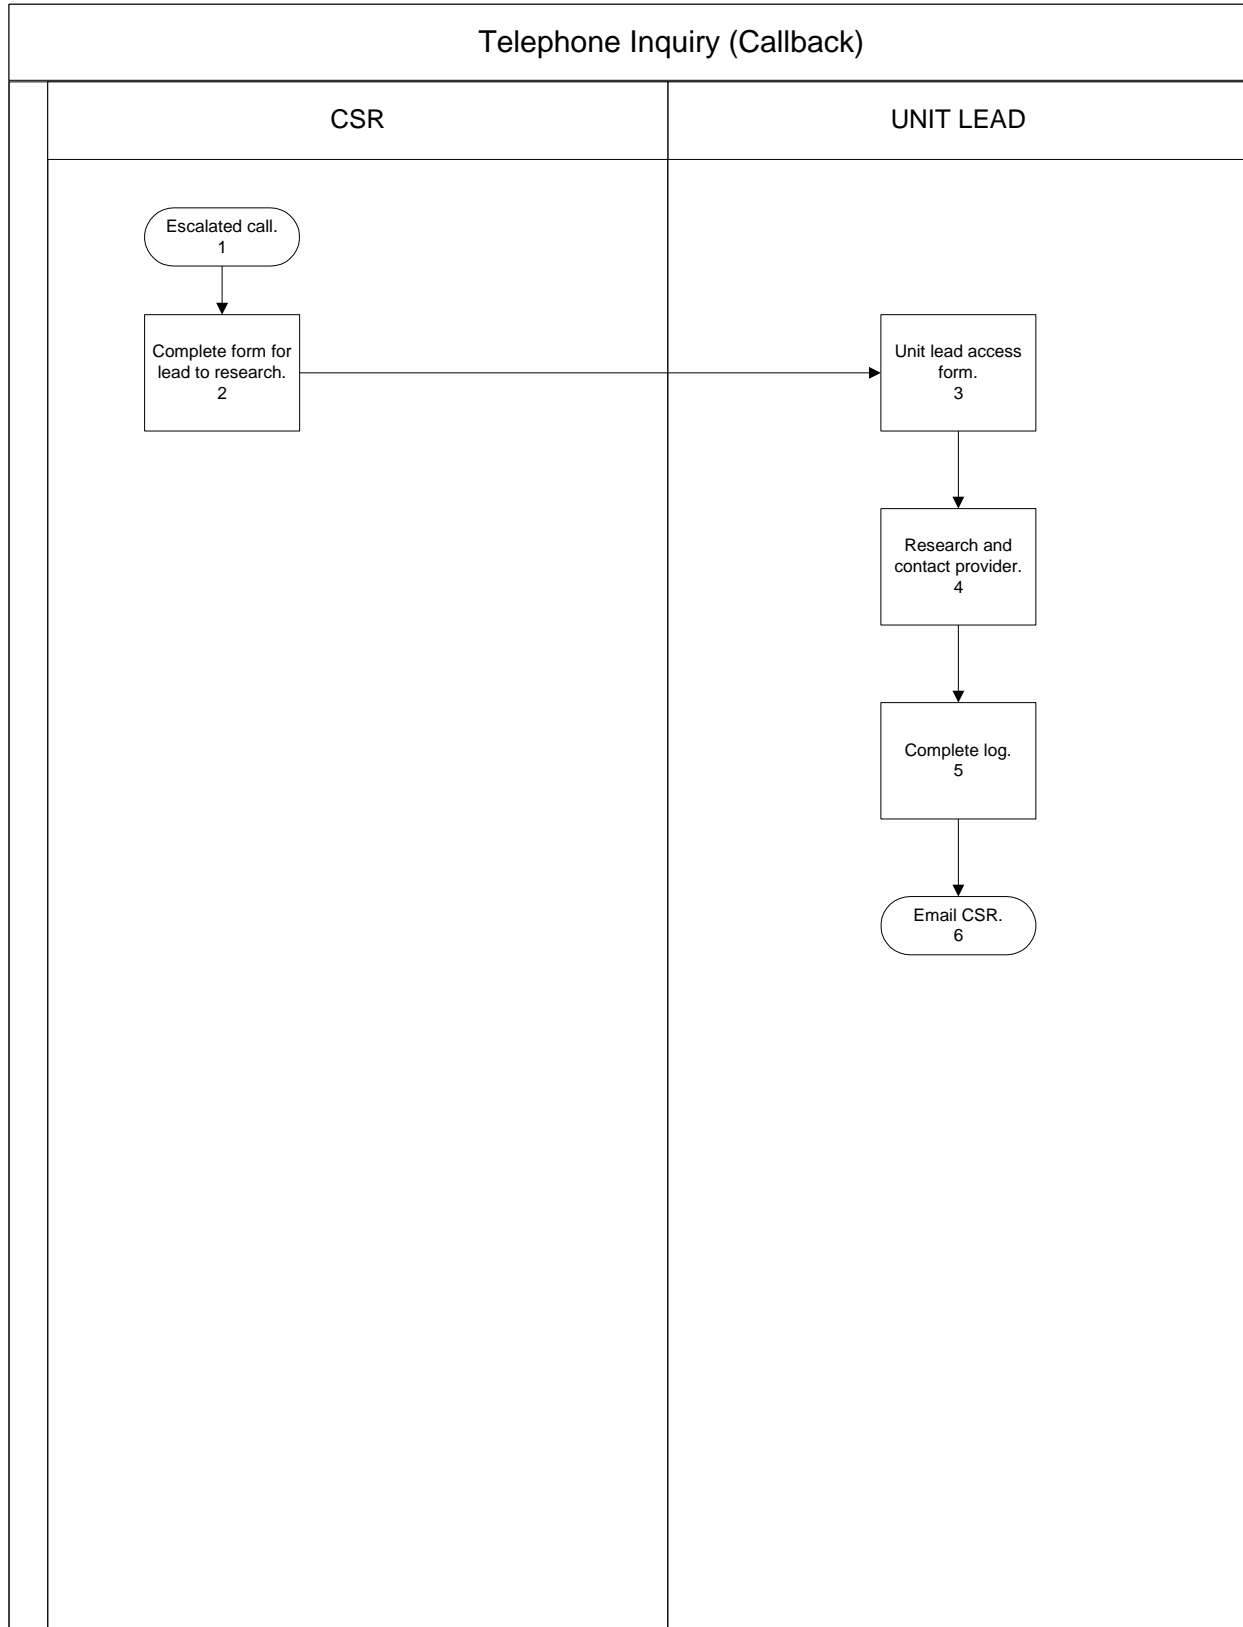 Telephone Inquiry (Callback)
CSR
UNIT LEAD
Escalated call.
1
Complete form for
lead to research.
2
Unit lead access
form.
3
Research and
contact provider.
4
Complete log.
5
Email CSR.
6